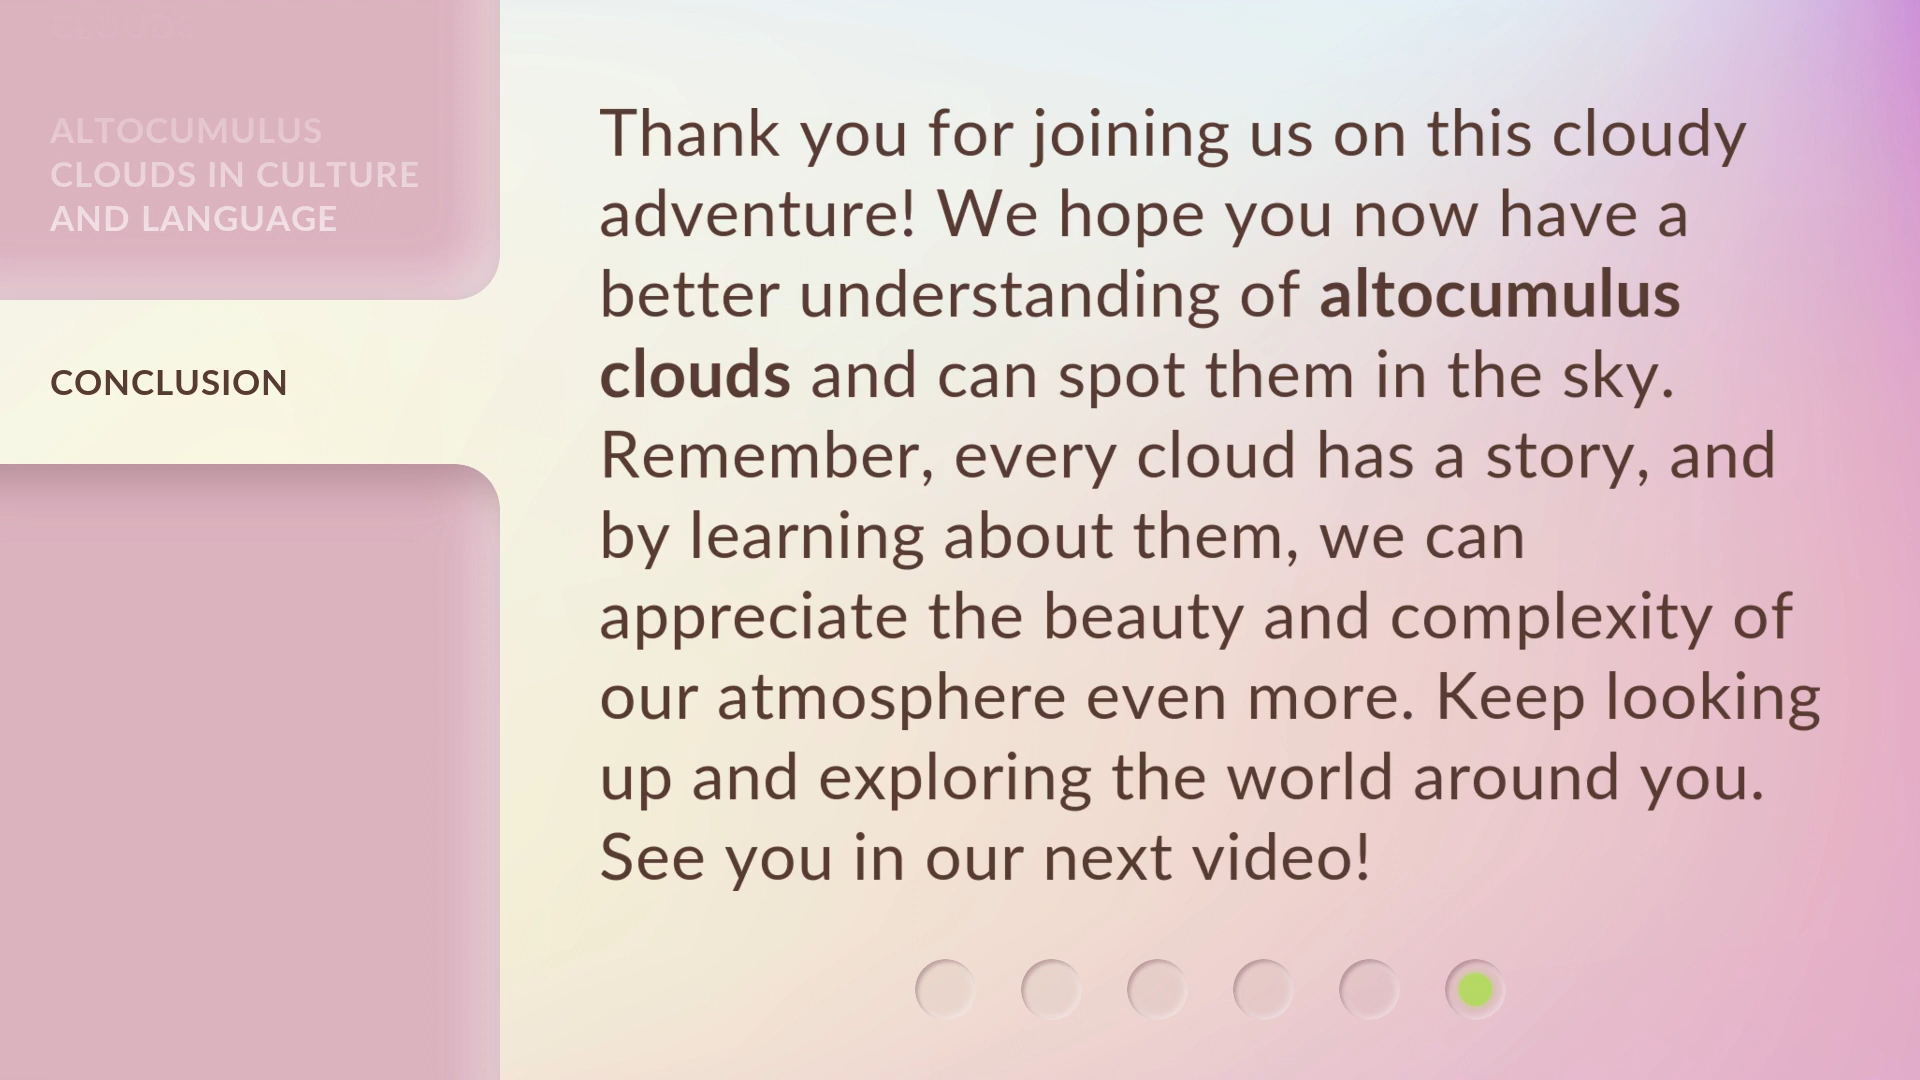 ALTOCUMULUS
CLOUDS IN CULTURE
AND LANGUAGE
CONCLUSION
Thank you for joining us on this cloudy
adventure! We hope you now have a
better understanding of altocumulus
clouds and can spot them in the sky.
Remember, every cloud has a story, and
by learning about them, we can
appreciate the beauty and complexity of
our atmosphere even more. Keep looking
up and exploring the world around you.
See you in our next video!